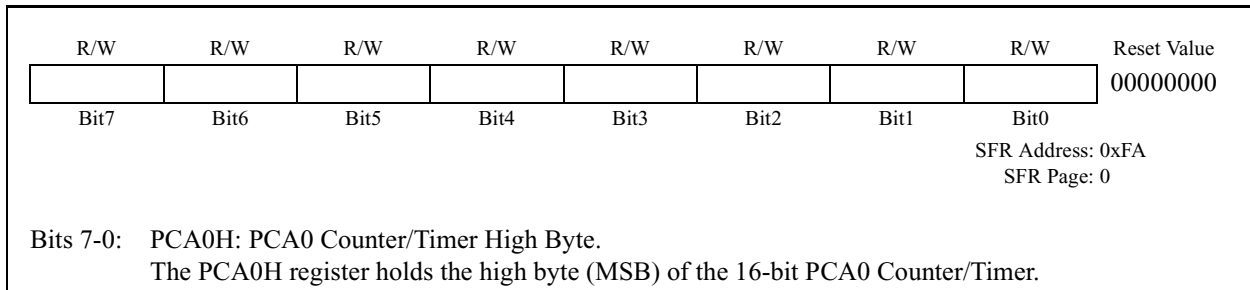 R/W R/W R/W R/W R/W R/W R/W R/W Reset Value
00000000
Bit7 Bit6 Bit5 Bit4 Bit3 Bit2 Bit1 Bit0
SFR Address: 0xFA
SFR Page: 0
Bits 7-0: PCA0H: PCA0 Counter/Timer High Byte.
The PCA0H register holds the high byte (MSB) of the 16-bit PCA0 Counter/Timer.